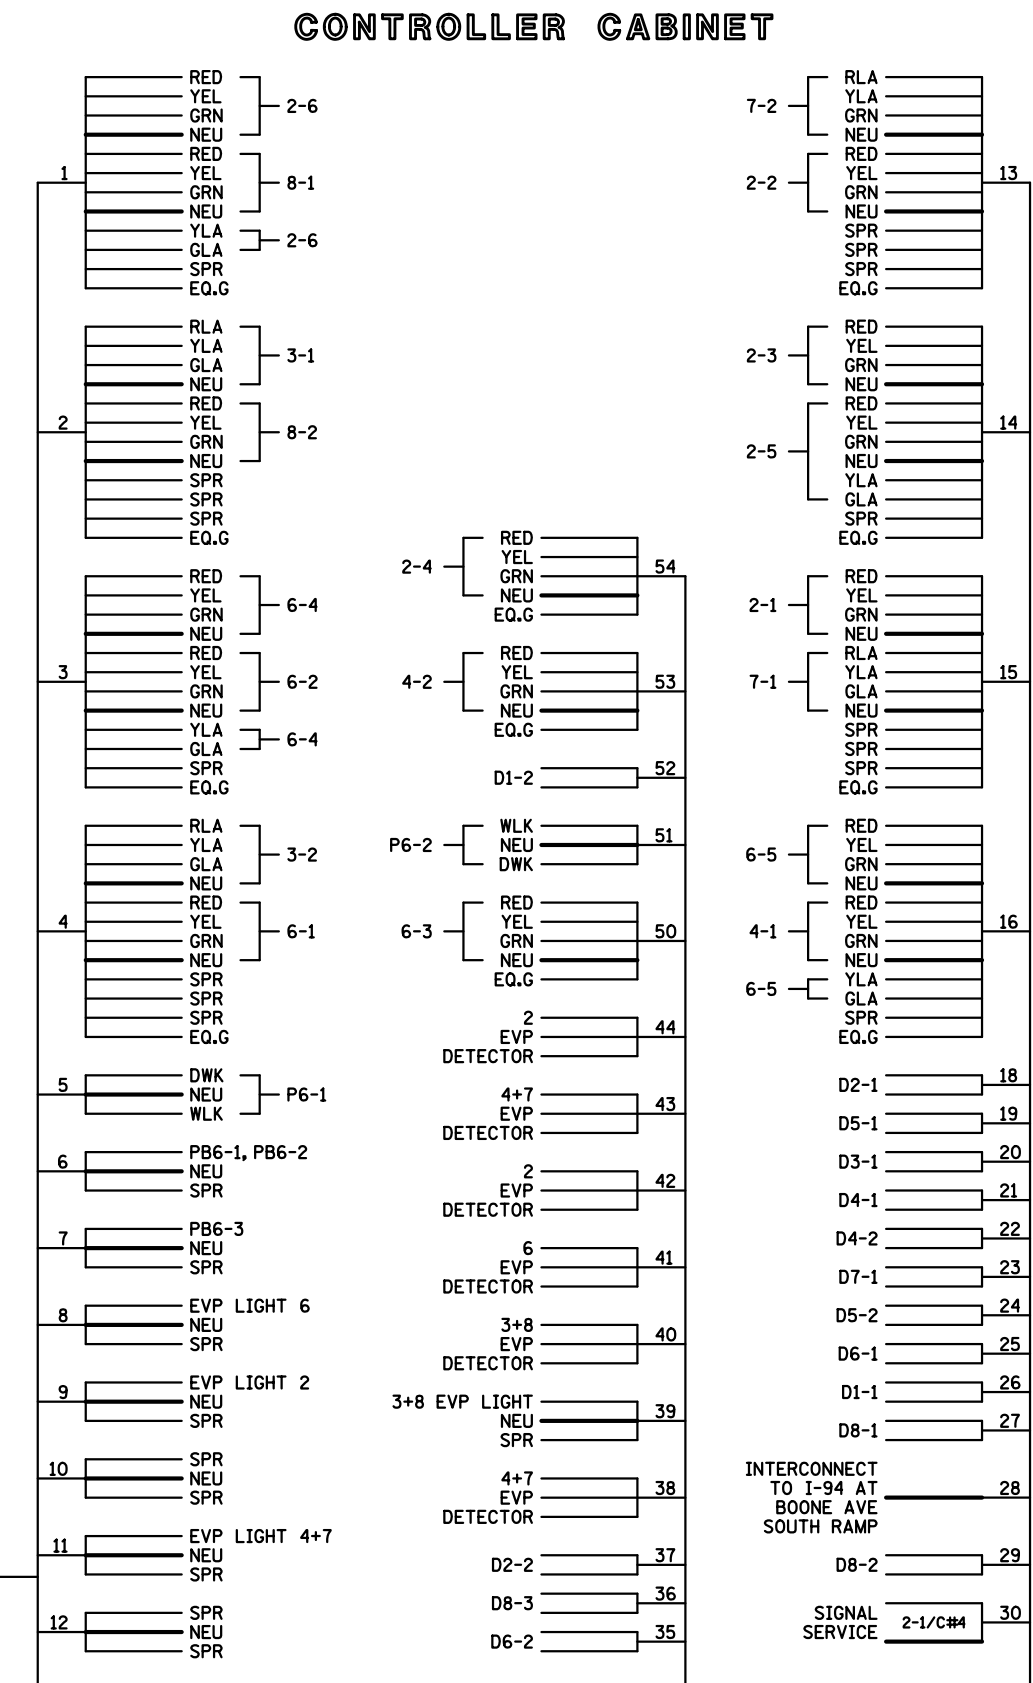 CONTROLLER CABINET
1
RED
YEL
GRN
NEU
2-6
RED
YEL
GRN
NEU
8-1
YLA
GLA
2-6
SPR
EQ.G
2
RLA
YLA
GLA
NEU
3-1
RED
YEL
GRN
NEU
8-2
SPR
SPR
SPR
EQ.G
3
RED
YEL
GRN
NEU
6-4
RED
YEL
GRN
NEU
6-2
YLA
GLA
6-4
SPR
EQ.G
4
RLA
YLA
GLA
NEU
3-2
RED
YEL
GRN
NEU
6-1
SPR
SPR
SPR
EQ.G
5
DWK
NEU
WLK
P6-1
6
PB6-1, PB6-2
NEU
SPR
7
PB6-3
NEU
SPR
8
EVP LIGHT 6
NEU
SPR
9
EVP LIGHT 2
NEU
SPR
10
SPR
NEU
SPR
11
EVP LIGHT 4+7
NEU
SPR
12
SPR
NEU
SPR
2-4
RED
YEL
GRN
NEU
EQ.G
54
4-2
RED
YEL
GRN
NEU
EQ.G
53
D1-2
52
P6-2
WLK
NEU
DWK
51
6-3
RED
YEL
GRN
NEU
EQ.G
50
2
EVP
DETECTOR
44
4+7
EVP
DETECTOR
43
2
EVP
DETECTOR
42
6
EVP
DETECTOR
41
3+8
EVP
DETECTOR
40
3+8 EVP LIGHT
NEU
SPR
39
4+7
EVP
DETECTOR
38
D2-2
37
D8-3
36
D6-2
35
7-2
RLA
YLA
GRN
NEU
2-2
RED
YEL
GRN
NEU
SPR
SPR
SPR
EQ.G
13
2-3
RED
YEL
GRN
NEU
2-5
RED
YEL
GRN
NEU
YLA
GLA
SPR
EQ.G
14
2-1
RED
YEL
GRN
NEU
7-1
RLA
YLA
GLA
NEU
SPR
SPR
SPR
EQ.G
15
6-5
RED
YEL
GRN
NEU
4-1
RED
YEL
GRN
NEU
6-5
YLA
GLA
SPR
EQ.G
16
D2-1
18
D5-1
19
D3-1
20
D4-1
21
D4-2
22
D7-1
23
D5-2
24
D6-1
25
D1-1
26
D8-1
27
INTERCONNECT
TO I-94 AT
BOONE AVE
SOUTH RAMP
28
D8-2
29
SIGNAL
SERVICE
2-1/C#4
30